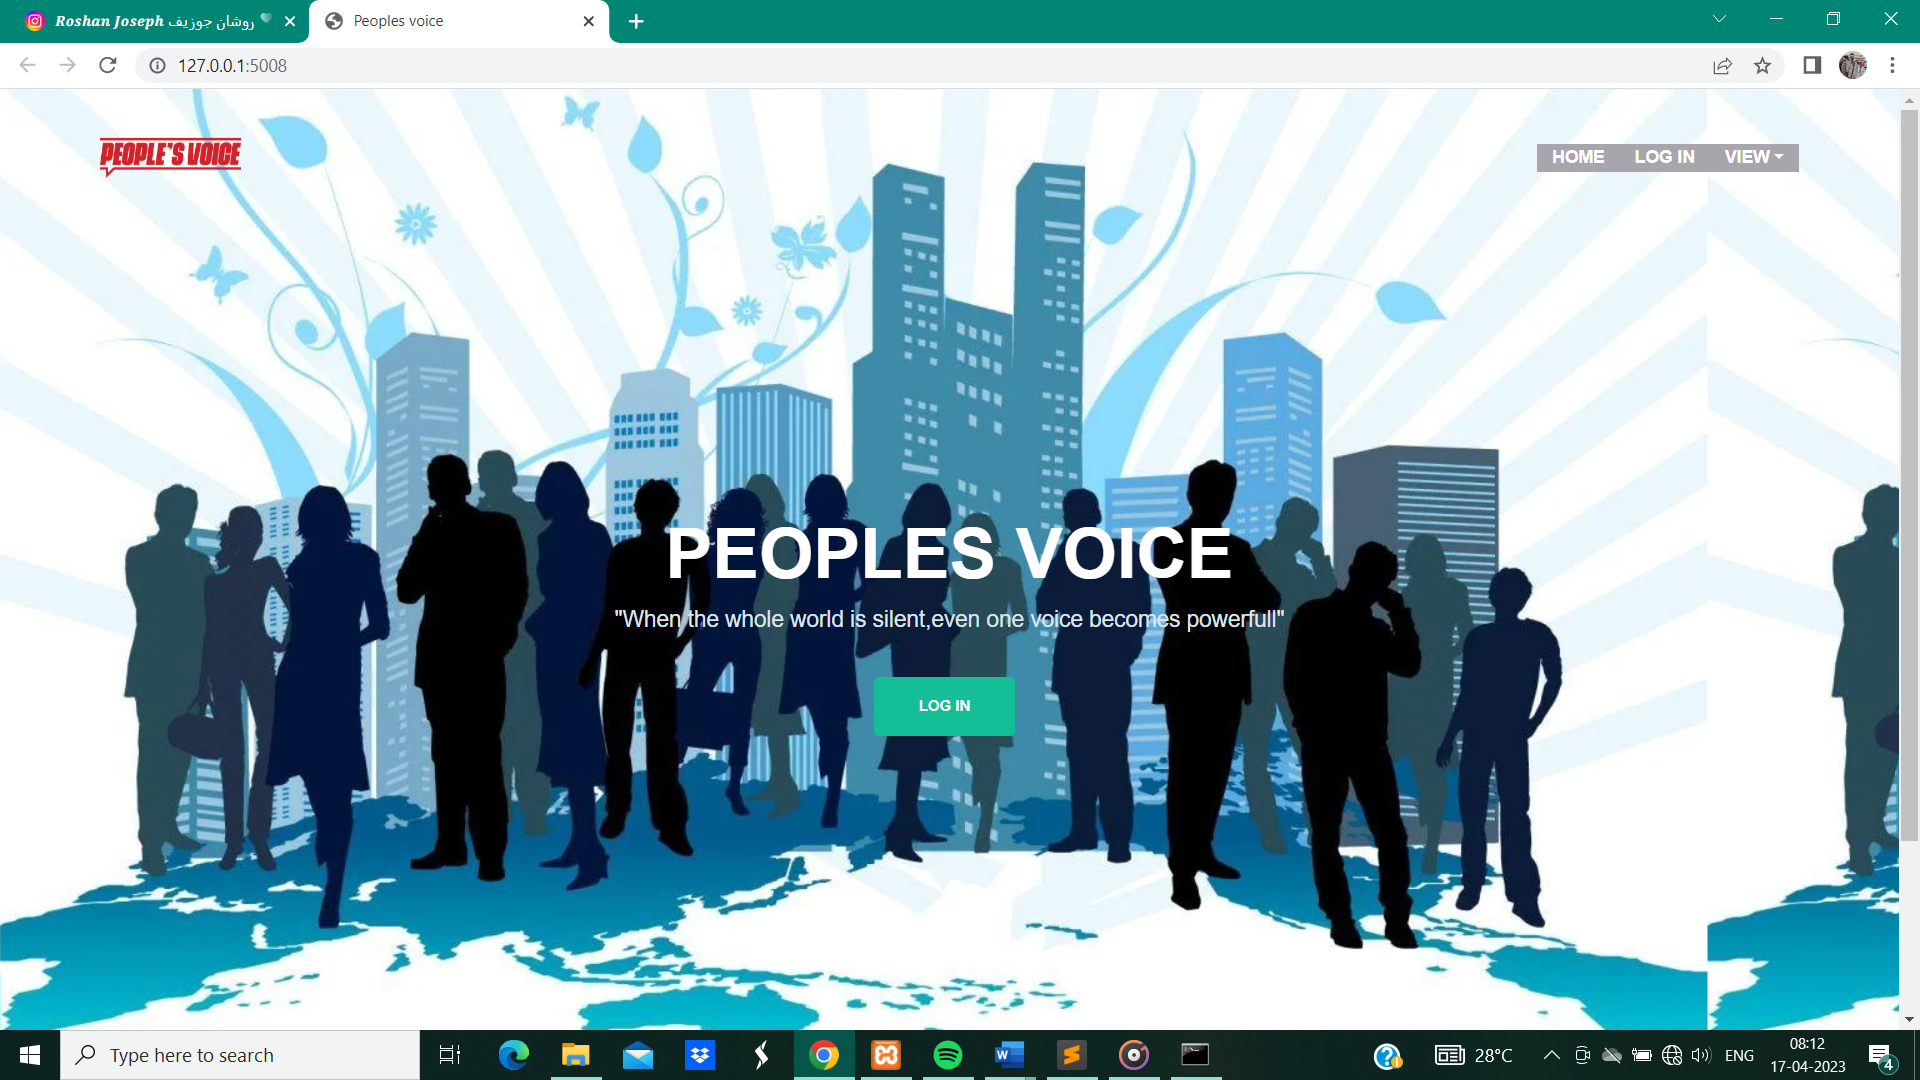 Roshan Joseph روشان جوزيف
Peoples voice
127.0.0.1:5008
PEOPLE'S VOICE
HOME LOG IN VIEW
PEOPLES VOICE
"When the whole world is silent,even one voice becomes powerfull"
LOG IN
Type here to search
28°C
ENG
08:12
17-04-2023
4